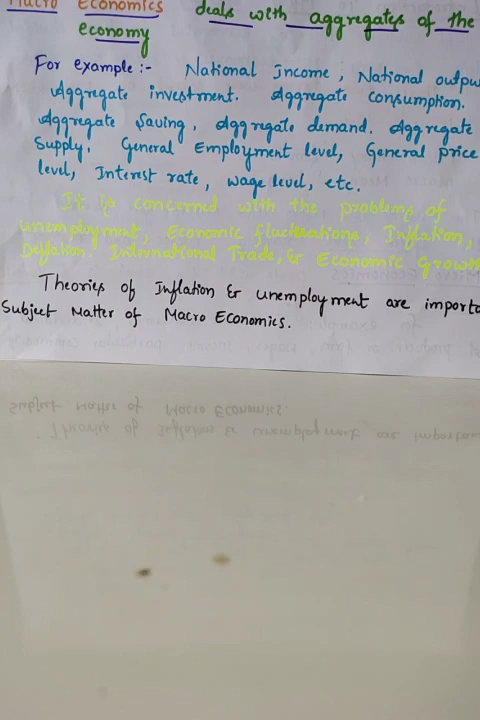 Macro Economics deals with aggregates of the
economy
For example :- National Income, National outpu
Aggregate investment. Aggregate consumption.
Aggregate Saving, Aggregate demand. Aggregate
Supply. General Employment level, General price
level, Interest rate, wage level, etc.
It is concerned with the problem of
unemployment, Economic fluctuations, Inflation,
Deflation. International Trade, & Economic Growth
Theories of Inflation & unemployment are importa
Subject Matter of Macro Economics.